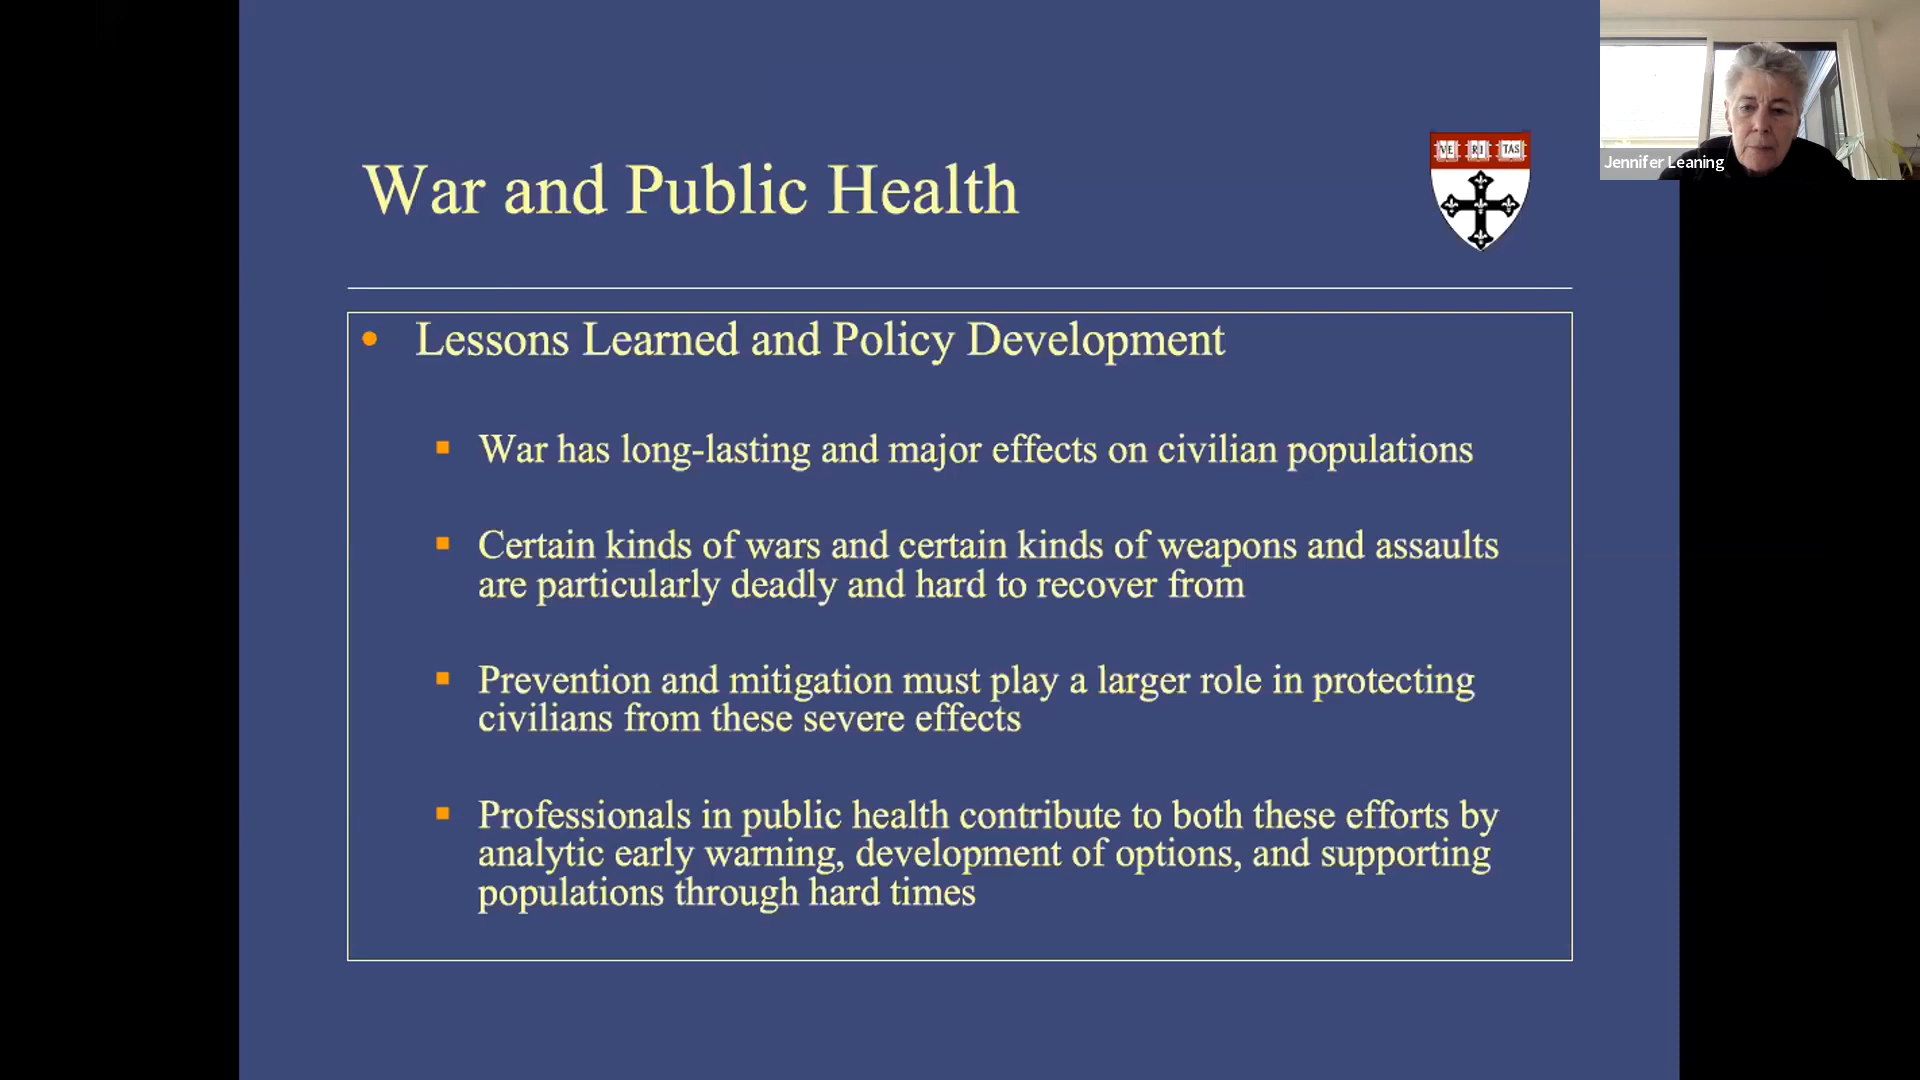 War and Public Health
VE RI TAS
Jennifer Leaning
• Lessons Learned and Policy Development
▪ War has long-lasting and major effects on civilian populations
▪ Certain kinds of wars and certain kinds of weapons and assaults
are particularly deadly and hard to recover from
▪ Prevention and mitigation must play a larger role in protecting
civilians from these severe effects
▪ Professionals in public health contribute to both these efforts by
analytic early warning, development of options, and supporting
populations through hard times